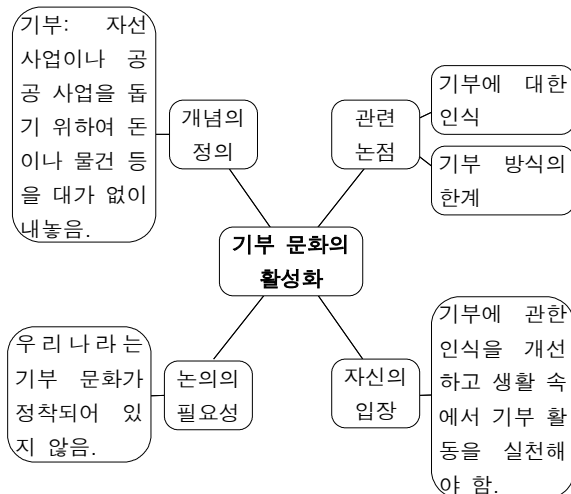 기부: 자선
사업이나 공
공 사업을 돕
기 위하여 돈
이나 물건 등
을 대가 없이
내놓음.
개념의
정의
관련
논점
기부에 대한
인식
기부 방식의
한계
기부 문화의
활성화
우리나라는
기부 문화가
정착되어 있
지 않음.
논의의
필요성
자신의
입장
기부에 관한
인식을 개선
하고 생활 속
에서 기부 활
동을 실천해
야 함.